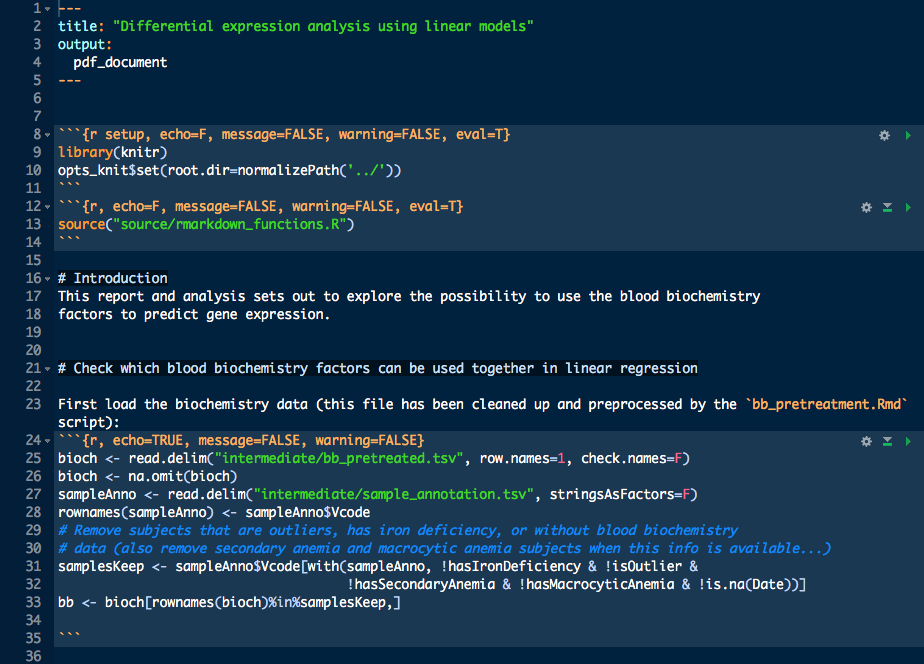 1 ---
2 title: "Differential expression analysis using linear models"
3 output:
4   pdf_document
5 ---
6
7
8 ```{r setup, echo=F, message=FALSE, warning=FALSE, eval=T}
9 library(knitr)
10 opts_knit$set(root.dir=normalizePath('../'))
11 ```
12 ```{r, echo=F, message=FALSE, warning=FALSE, eval=T}
13 source("source/rmarkdown_functions.R")
14 ```
15
16 # Introduction
17 This report and analysis sets out to explore the possibility to use the blood biochemistry
18 factors to predict gene expression.
19
20
21 # Check which blood biochemistry factors can be used together in linear regression
22
23 First load the biochemistry data (this file has been cleaned up and preprocessed by the `bb_pretreatment.Rmd`
script):
24 ```{r, echo=TRUE, message=FALSE, warning=FALSE}
25 bioch <- read.delim("intermediate/bb_pretreated.tsv", row.names=1, check.names=F)
26 bioch <- na.omit(bioch)
27 sampleAnno <- read.delim("intermediate/sample_annotation.tsv", stringsAsFactors=F)
28 rownames(sampleAnno) <- sampleAnno$Vcode
29 # Remove subjects that are outliers, has iron deficiency, or without blood biochemistry
30 # data (also remove secondary anemia and macrocytic anemia subjects when this info is available...)
31 samplesKeep <- sampleAnno$Vcode[with(sampleAnno, !hasIronDeficiency & !isOutlier &
32                                      !hasSecondaryAnemia & !hasMacrocyticAnemia & !is.na(Date))]
33 bb <- bioch[rownames(bioch)%in%samplesKeep,]
34
35 ```
36